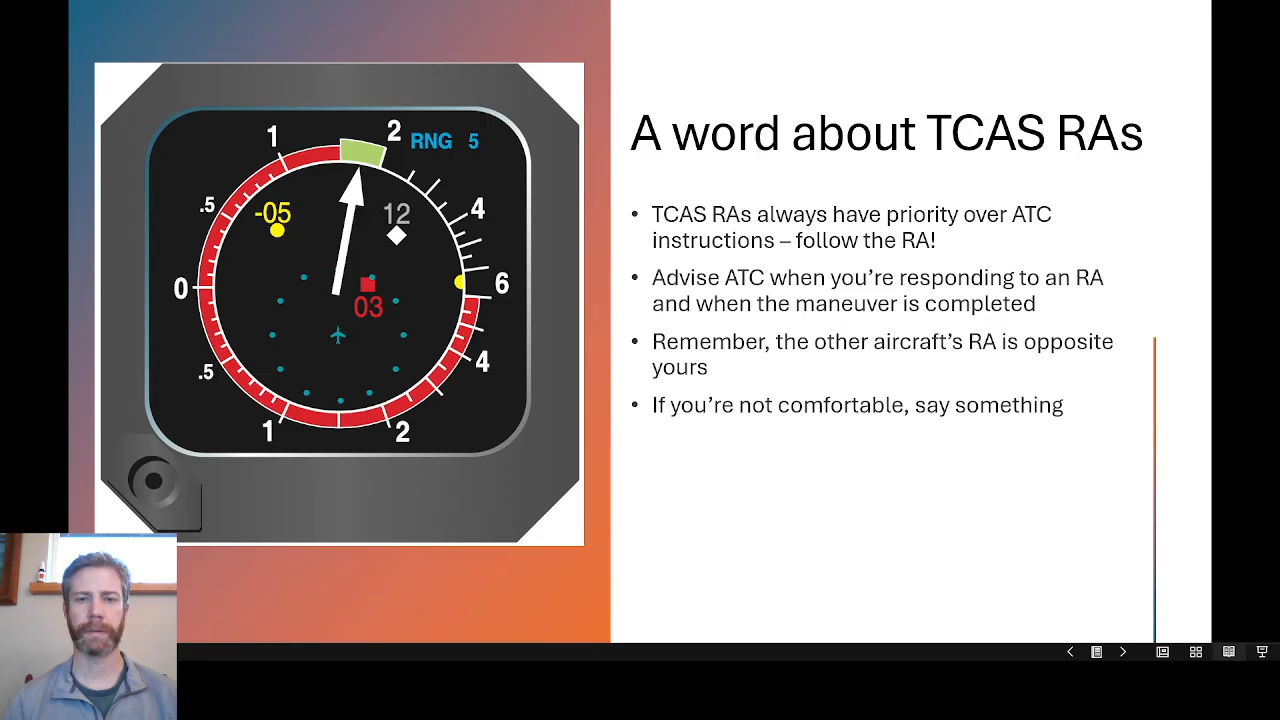 A word about TCAS RAs
• TCAS RAs always have priority over ATC
instructions – follow the RA!
• Advise ATC when you’re responding to an RA
and when the maneuver is completed
• Remember, the other aircraft’s RA is opposite
yours
• If you’re not comfortable, say something
1
2
RNG 5
.5
-05
12
4
0
6
03
.5
4
1
2